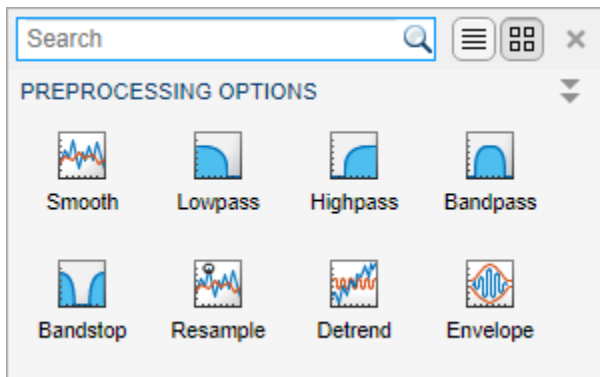 Search
PREPROCESSING OPTIONS
Smooth Lowpass Highpass Bandpass
Bandstop Resample Detrend Envelope